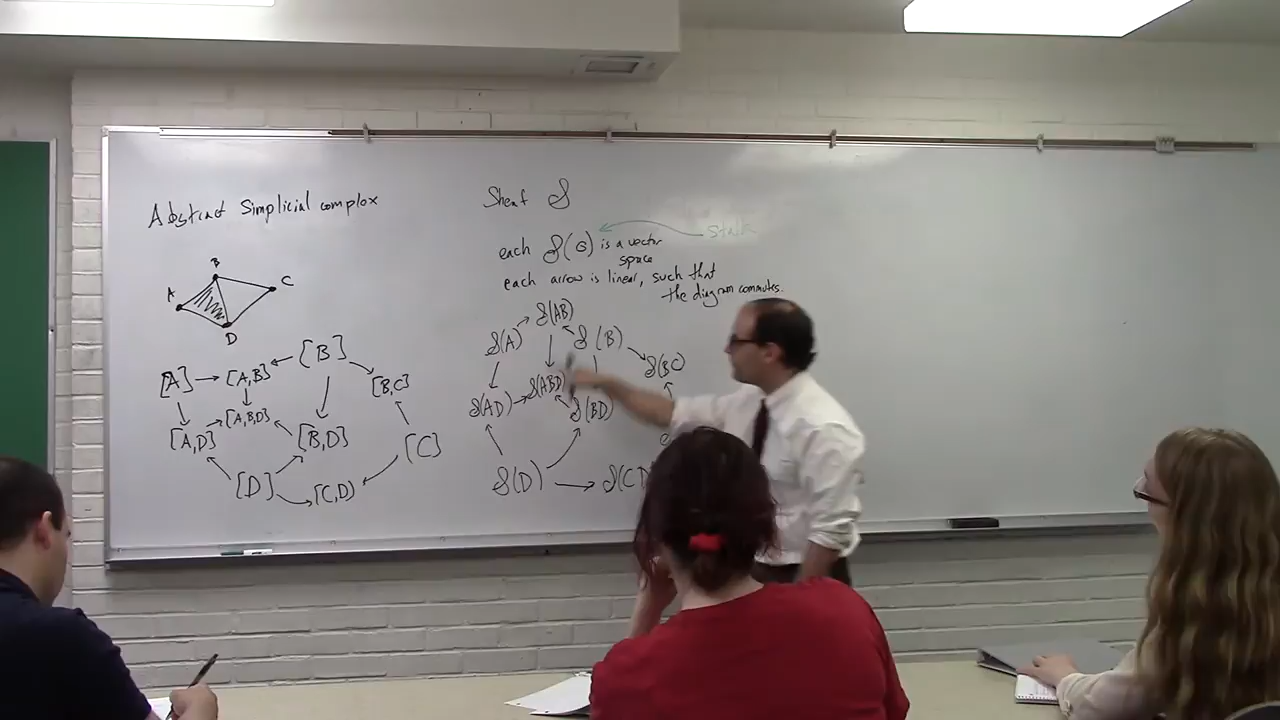 Abstract Simplicial complex
B
A
C
D
[A] → [A,B] ← [B] → [B,C]
[A,D] → [A,B,D] ← [B,D] [C]
[D] → [C,D]
Sheaf S
each S(σ) is a vector space
Stalk
each arrow is linear, such that
the diagram commutes.
S(AB)
S(A) S(B)
S(BC)
S(AD) → S(ABD) S(BD)
S(D) → S(CD